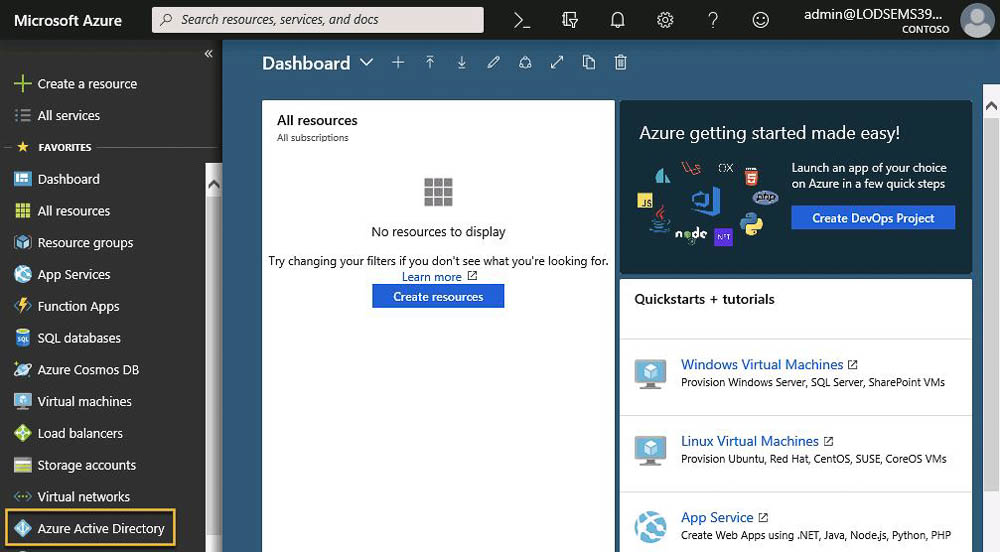 Microsoft Azure
Search resources, services, and docs
admin@LODSEMS39...
CONTOSO
Create a resource
All services
FAVORITES
Dashboard
All resources
Resource groups
App Services
Function Apps
SQL databases
Azure Cosmos DB
Virtual machines
Load balancers
Storage accounts
Virtual networks
Azure Active Directory
Dashboard
All resources
All subscriptions
No resources to display
Try changing your filters if you don't see what you're looking for.
Learn more
Create resources
Azure getting started made easy!
Launch an app of your choice
on Azure in a few quick steps
Create DevOps Project
JS
node
.NET
php
Quickstarts + tutorials
Windows Virtual Machines
Provision Windows Server, SQL Server, SharePoint VMs
Linux Virtual Machines
Provision Ubuntu, Red Hat, CentOS, SUSE, CoreOS VMs
App Service
Create Web Apps using .NET, Java, Node.js, Python, PHP